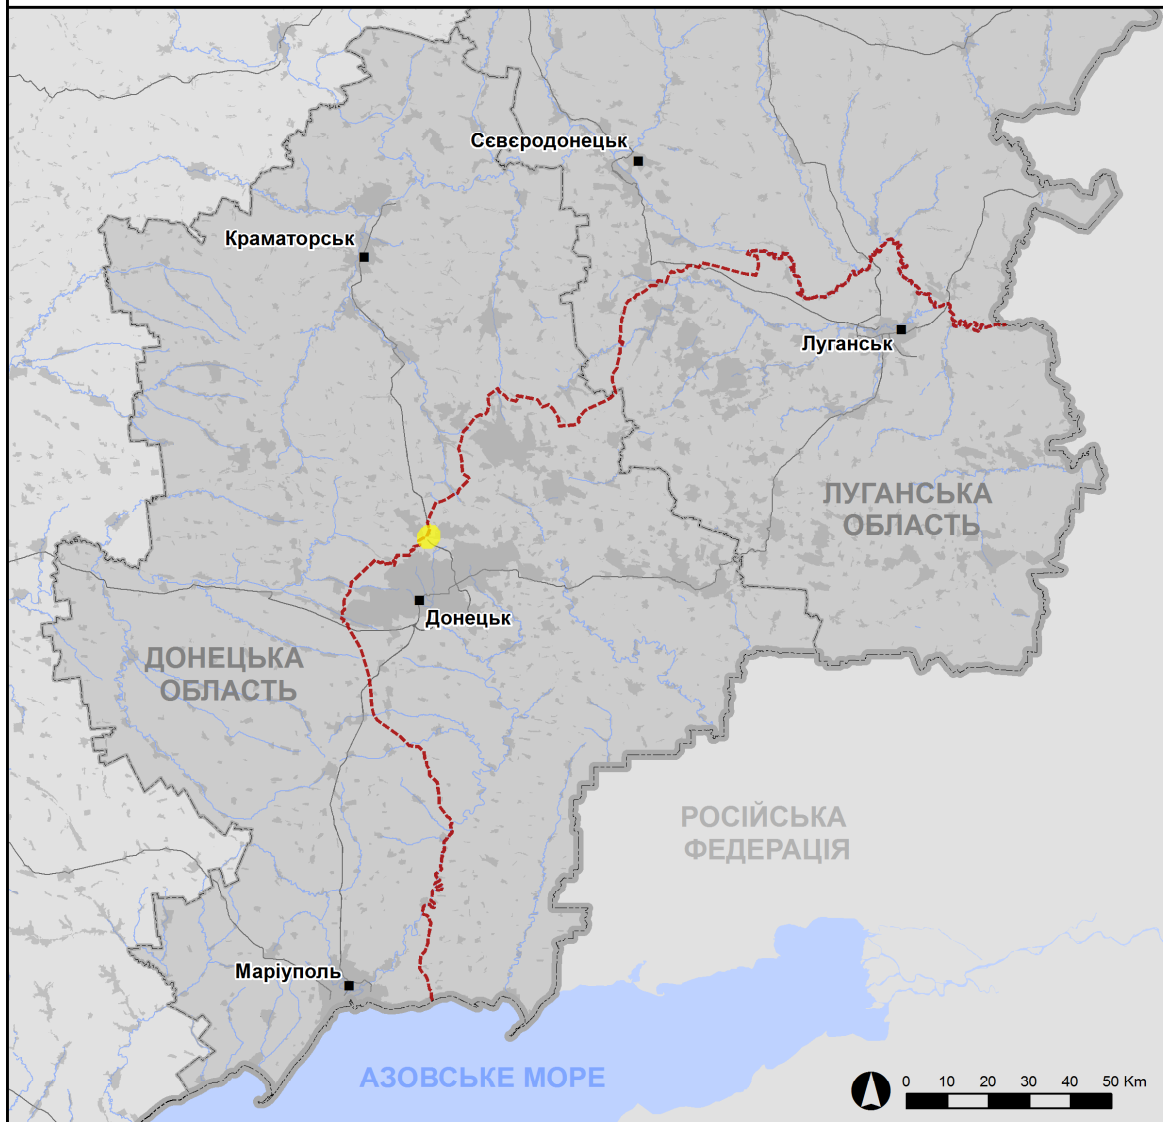 Сєвєродонецьк
Краматорськ
Луганськ
ЛУГАНСЬКА
ОБЛАСТЬ
Донецьк
ДОНЕЦЬКА
ОБЛАСТЬ
РОСІЙСЬКА
ФЕДЕРАЦІЯ
Маріуполь
АЗОВСЬКЕ МОРЕ
0 10 20 30 40 50 Km